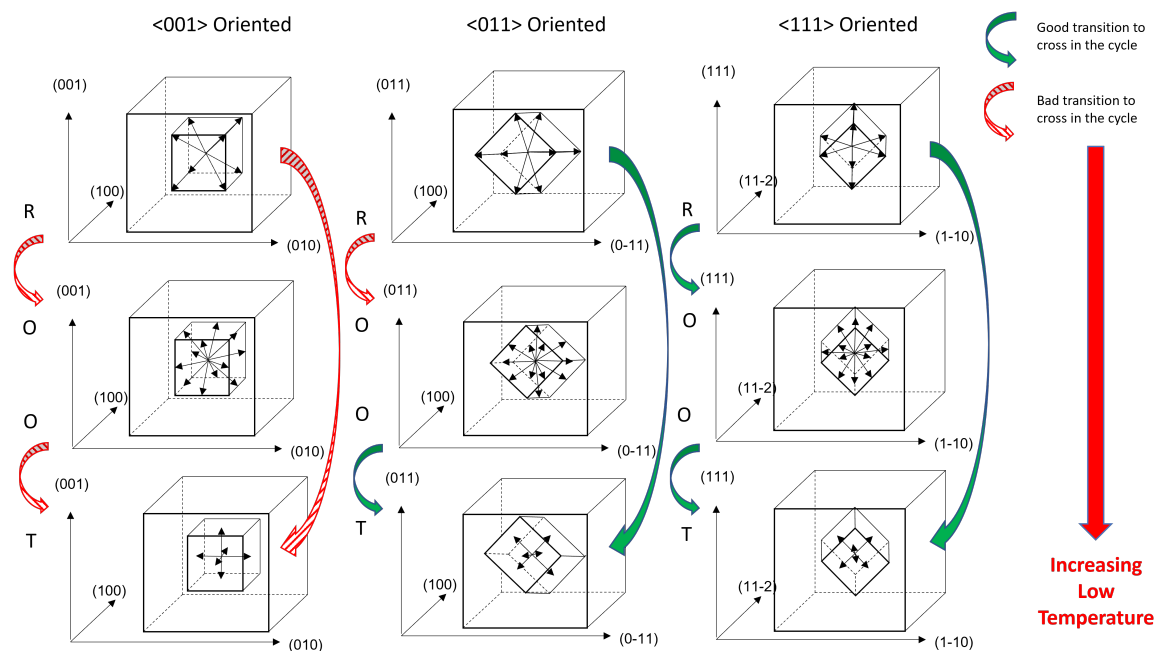 <001> Oriented
<011> Oriented
<111> Oriented
Good transition to
cross in the cycle
Bad transition to
cross in the cycle
(001)
(100)
(010)
(011)
(100)
(0-11)
(111)
(11-2)
(1-10)
R
R
R
(001)
(100)
(010)
(011)
(100)
(0-11)
(111)
(11-2)
(1-10)
O
O
O
O
O
O
(001)
(100)
(010)
(011)
(100)
(0-11)
(111)
(11-2)
(1-10)
T
T
T
Increasing
Low
Temperature